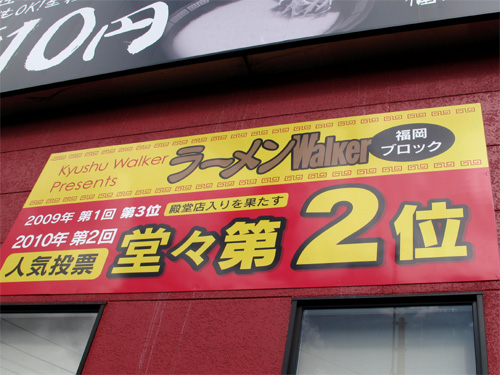 もOK!
10円
Kyushu Walker
Presents
ラーメンWalker
福岡
ブロック
2009年 第1回 第3位 殿堂店入りを果たす
2010年 第2回
人気投票
堂々第2位